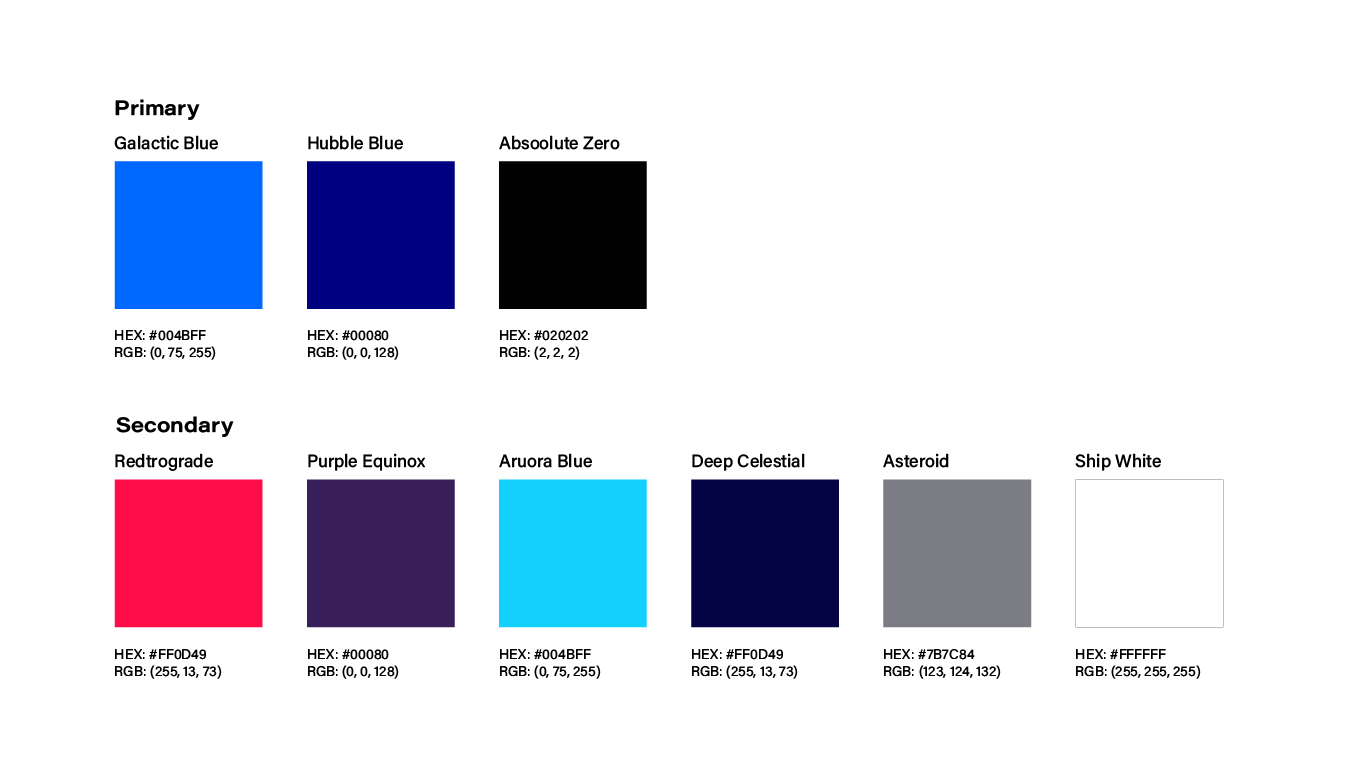 Primary
Galactic Blue
Hubble Blue
Absoolute Zero
HEX: #004BFF
RGB: (0, 75, 255)
HEX: #00080
RGB: (0, 0, 128)
HEX: #020202
RGB: (2, 2, 2)
Secondary
Redtrograde
Purple Equinox
Aruora Blue
Deep Celestial
Asteroid
Ship White
HEX: #FF0D49
RGB: (255, 13, 73)
HEX: #00080
RGB: (0, 0, 128)
HEX: #004BFF
RGB: (0, 75, 255)
HEX: #FF0D49
RGB: (255, 13, 73)
HEX: #7B7C84
RGB: (123, 124, 132)
HEX: #FFFFFF
RGB: (255, 255, 255)